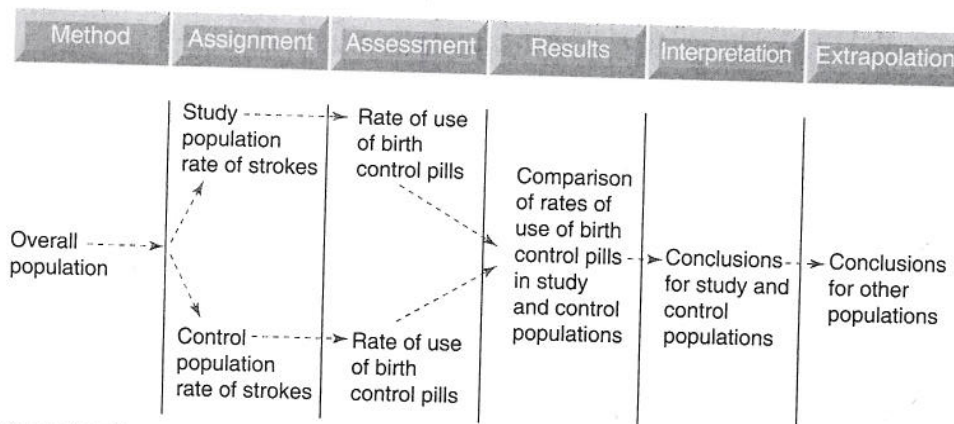 Method Assignment Assessment Results Interpretation Extrapolation
Study
population
rate of strokes
Rate of use
of birth
control pills
Overall
population
Control
population
rate of strokes
Rate of use
of birth
control pills
Comparison
of rates of
use of birth
control pills
in study
and control
populations
Conclusions
for study and
control
populations
Conclusions
for other
populations